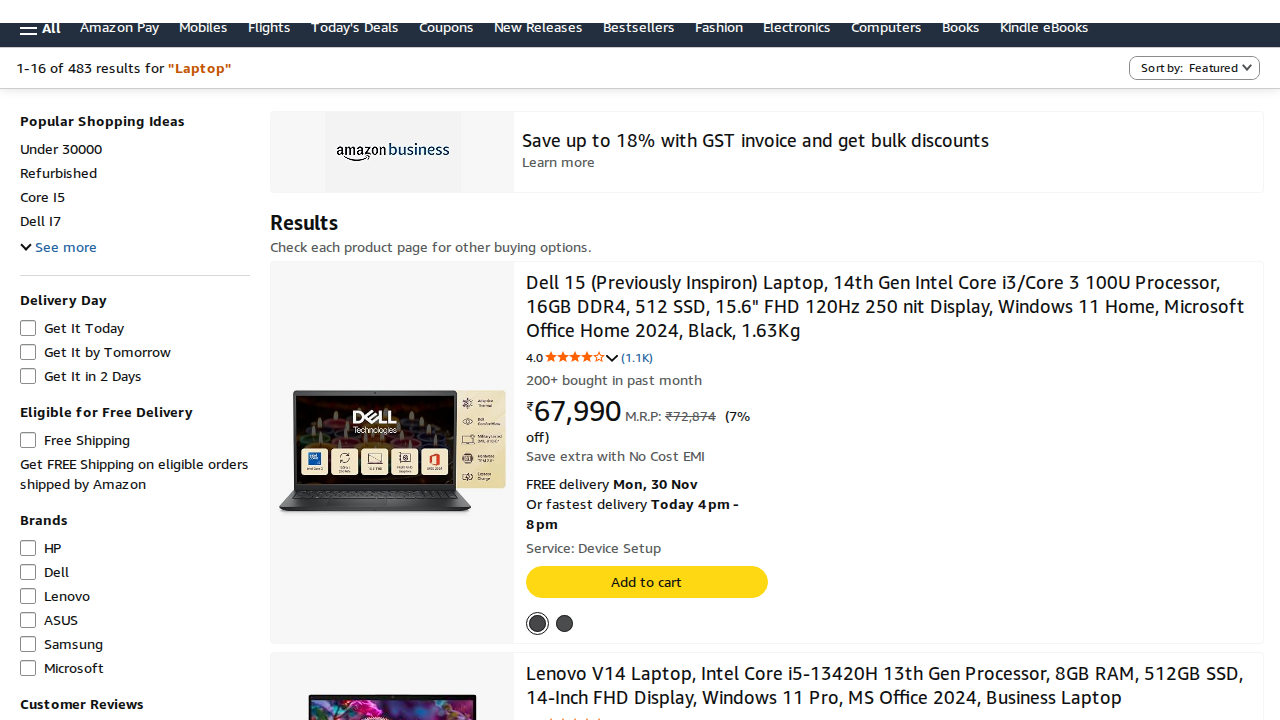 All Amazon Pay Mobiles Flights Today's Deals Coupons New Releases Bestsellers Fashion Electronics Computers Books Kindle eBooks
1-16 of 483 results for "Laptop"
Sort by: Featured
Popular Shopping Ideas
Under 30000
Refurbished
Core I5
Dell I7
See more
Delivery Day
Get It Today
Get It by Tomorrow
Get It in 2 Days
Eligible for Free Delivery
Free Shipping
Get FREE Shipping on eligible orders
shipped by Amazon
Brands
HP
Dell
Lenovo
ASUS
Samsung
Microsoft
Customer Reviews
amazon business
Save up to 18% with GST invoice and get bulk discounts
Learn more
Results
Check each product page for other buying options.
DELL
Technologies
Dell 15 (Previously Inspiron) Laptop, 14th Gen Intel Core i3/Core 3 100U Processor,
16GB DDR4, 512 SSD, 15.6" FHD 120Hz 250 nit Display, Windows 11 Home, Microsoft
Office Home 2024, Black, 1.63Kg
4.0 (1.1K)
200+ bought in past month
₹67,990 M.R.P: ₹72,874 (7%
off)
Save extra with No Cost EMI
FREE delivery Mon, 30 Nov
Or fastest delivery Today 4 pm -
8 pm
Service: Device Setup
Add to cart
Lenovo V14 Laptop, Intel Core i5-13420H 13th Gen Processor, 8GB RAM, 512GB SSD,
14-Inch FHD Display, Windows 11 Pro, MS Office 2024, Business Laptop